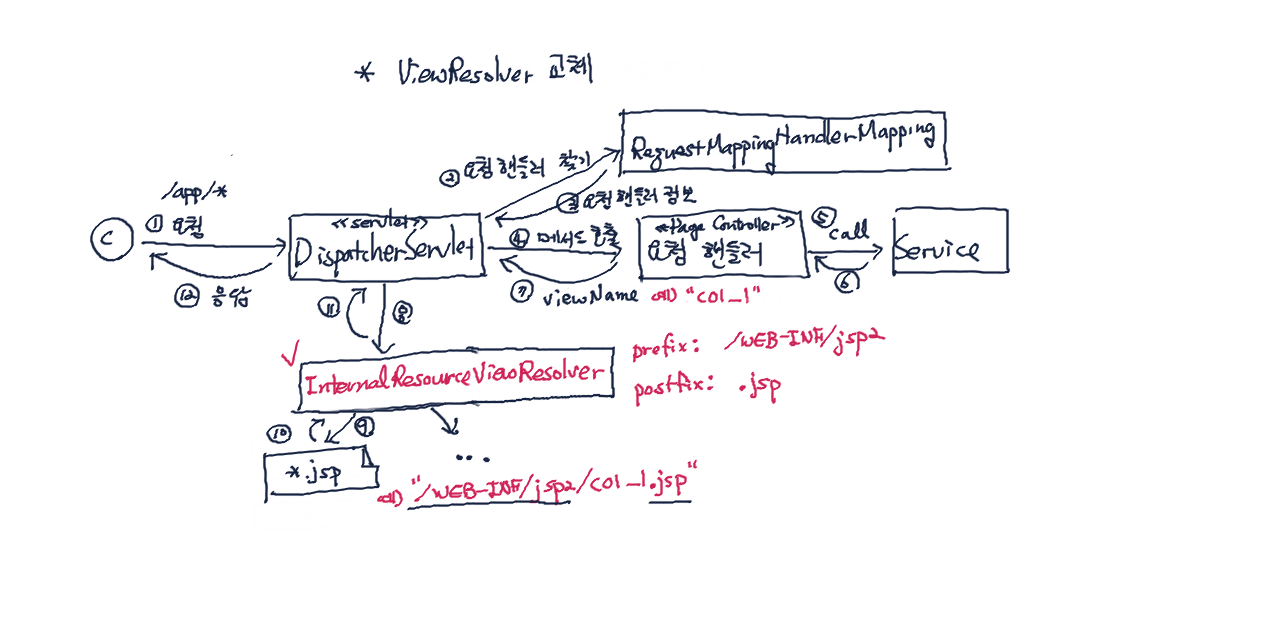 * ViewResolver 교체
RequestMappingHandlerMapping
② 요청 핸들러 찾기
③ 요청 핸들러 정보
/app/*
① 요청
C
<<servlet>>
DispatcherServlet
④ 메서드 호출
<<Page Controller>>
요청 핸들러
⑤ call
Service
⑥
⑫ 응답
⑦ viewName 예) "c01_1"
⑪
⑧
prefix: /WEB-INF/jsp2
InternalResourceViewResolver
postfix: .jsp
⑩
⑨
*.jsp
...
예) "/WEB-INF/jsp2/c01_1.jsp"